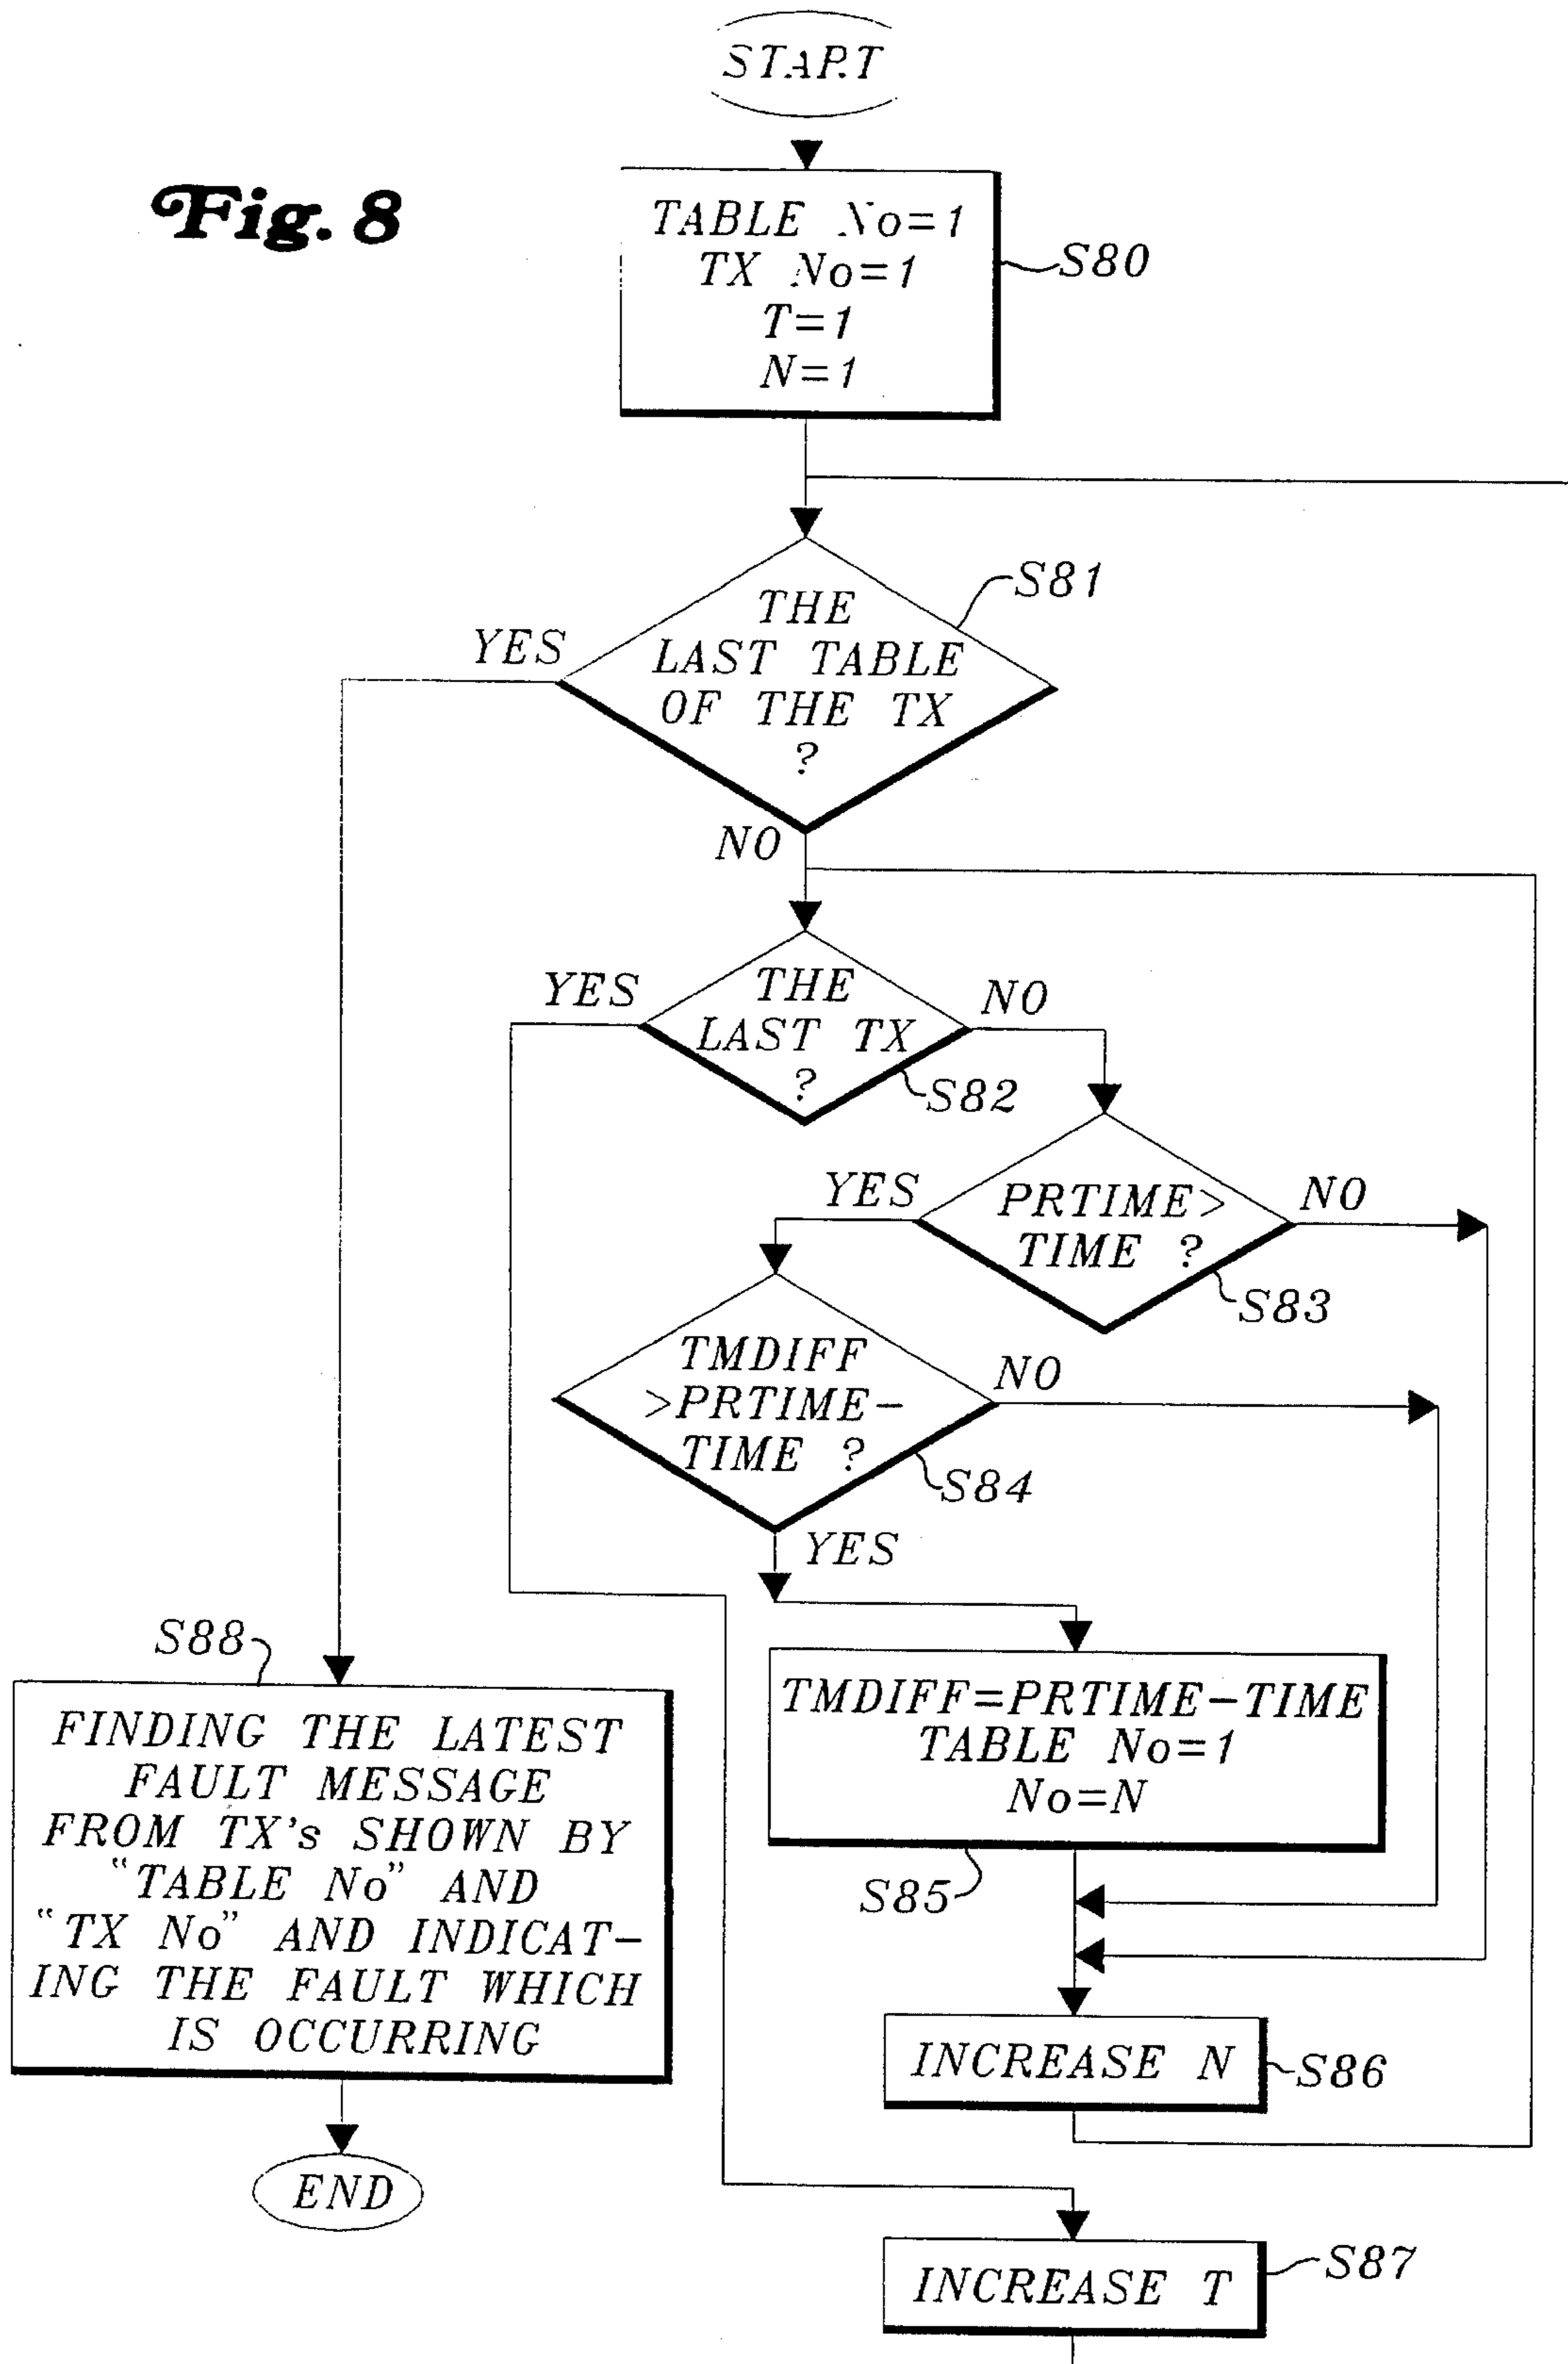 START
Fig. 8
TABLE No=1
TX No=1
T=1
N=1
S80
S81
THE
LAST TABLE
OF THE TX
?
YES
NO
THE
LAST TX
?
YES
NO
S82
PRTIME>
TIME ?
YES
NO
S83
TMDIFF
>PRTIME-
TIME ?
NO
S84
YES
S88
TMDIFF=PRTIME-TIME
TABLE No=1
No=N
S85
FINDING THE LATEST
FAULT MESSAGE
FROM TX's SHOWN BY
"TABLE No" AND
"TX No" AND INDICAT-
ING THE FAULT WHICH
IS OCCURRING
INCREASE N
S86
END
INCREASE T
S87